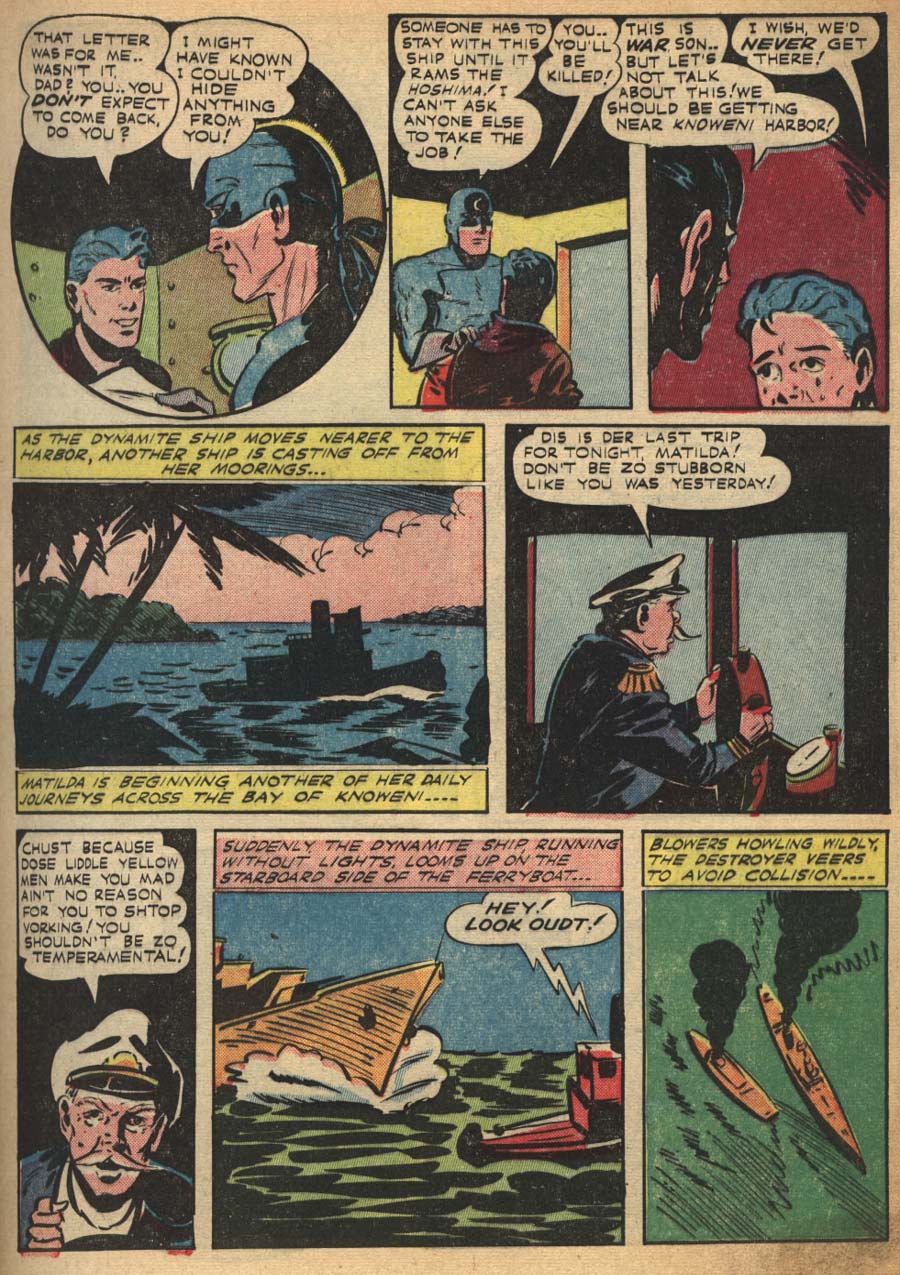 THAT LETTER
WAS FOR ME..
WASN'T IT,
DAD? YOU..YOU
DON'T EXPECT
TO COME BACK,
DO YOU?
I MIGHT
HAVE KNOWN
I COULDN'T
HIDE
ANYTHING
FROM
YOU!
SOMEONE HAS TO
STAY WITH THIS
SHIP UNTIL IT
RAMS THE
HOSHIMA! I
CAN'T ASK
ANYONE ELSE
TO TAKE THE
JOB!
YOU..
YOU'LL
BE
KILLED!
THIS IS
WAR SON..
BUT LET'S
NOT TALK
ABOUT THIS! WE
SHOULD BE GETTING
NEAR KNOWENI HARBOR!
I WISH, WE'D
NEVER GET
THERE!
AS THE DYNAMITE SHIP MOVES NEARER TO THE
HARBOR, ANOTHER SHIP IS CASTING OFF FROM
HER MOORINGS...
MATILDA IS BEGINNING ANOTHER OF HER DAILY
JOURNEYS ACROSS THE BAY OF KNOWENI----
DIS IS DER LAST TRIP
FOR TONIGHT, MATILDA!
DON'T BE ZO STUBBORN
LIKE YOU WAS YESTERDAY!
CHUST BECAUSE
DOSE LIDDLE YELLOW
MEN MAKE YOU MAD
AIN'T NO REASON
FOR YOU TO SHTOP
VORKING! YOU
SHOULDN'T BE ZO
TEMPERAMENTAL!
SUDDENLY THE DYNAMITE SHIP, RUNNING
WITHOUT LIGHTS, LOOMS UP ON THE
STARBOARD SIDE OF THE FERRYBOAT...
HEY!
LOOK OUDT!
BLOWERS HOWLING WILDLY,
THE DESTROYER VEERS
TO AVOID COLLISION----